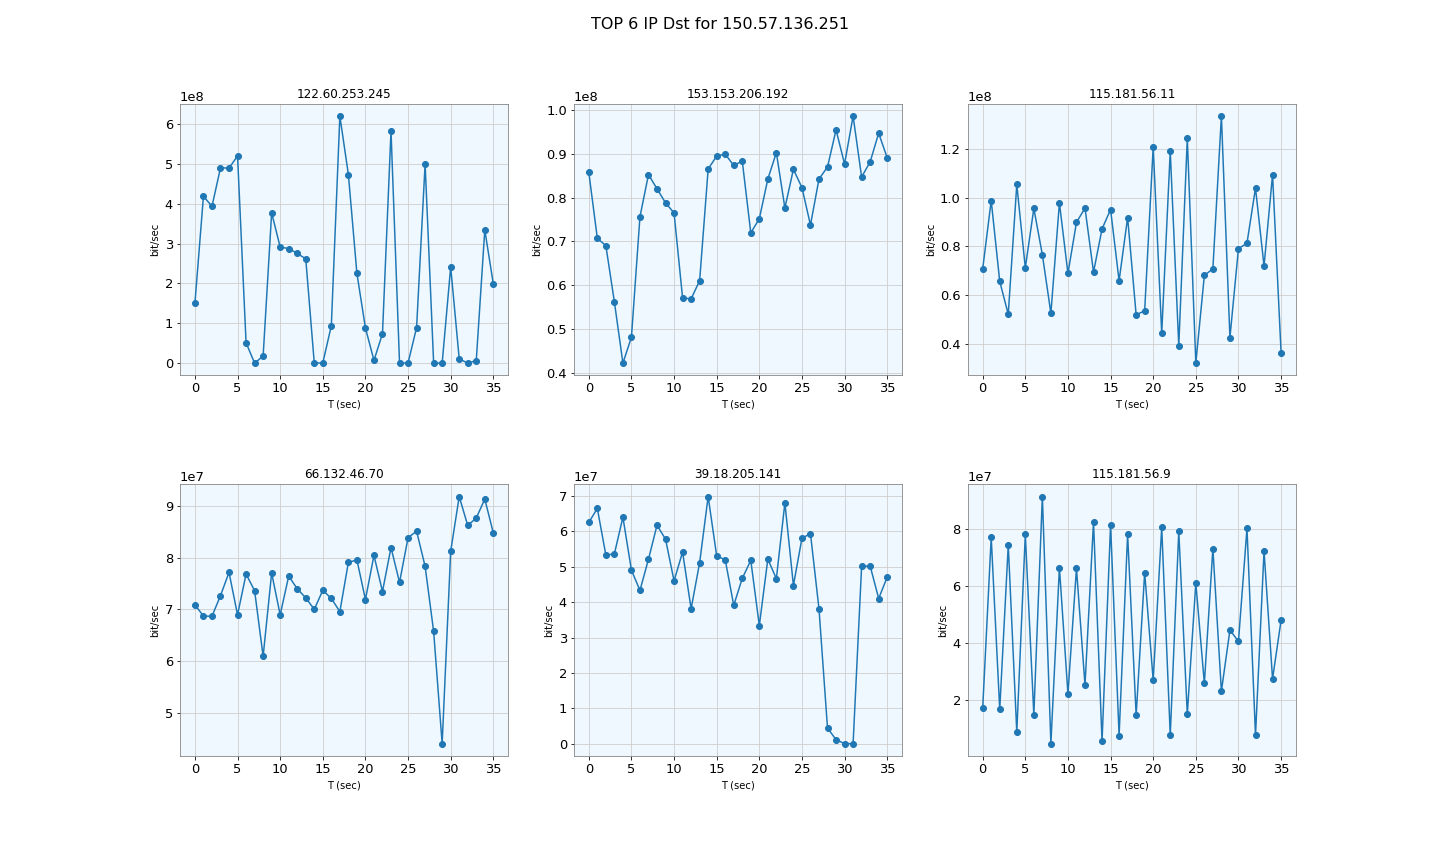 TOP 6 IP Dst for 150.57.136.251
122.60.253.245
1e8
6
5
4
3
2
1
0
bit/sec
0 5 10 15 20 25 30 35
T (sec)
153.153.206.192
1e8
1.0
0.9
0.8
0.7
0.6
0.5
0.4
bit/sec
0 5 10 15 20 25 30 35
T (sec)
115.181.56.11
1e8
1.2
1.0
0.8
0.6
0.4
bit/sec
0 5 10 15 20 25 30 35
T (sec)
66.132.46.70
1e7
9
8
7
6
5
bit/sec
0 5 10 15 20 25 30 35
T (sec)
39.18.205.141
1e7
7
6
5
4
3
2
1
0
bit/sec
0 5 10 15 20 25 30 35
T (sec)
115.181.56.9
1e7
8
6
4
2
bit/sec
0 5 10 15 20 25 30 35
T (sec)